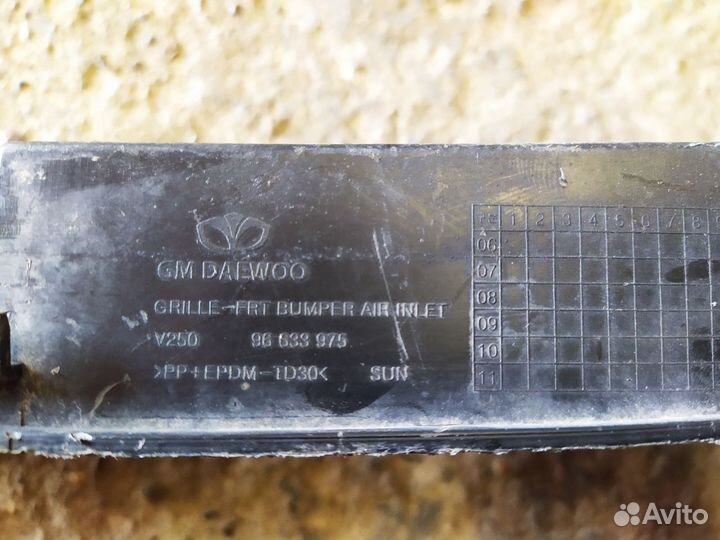 GM DAEWOO
GRILLE-FRT BUMPER AIR INLET
V250 96 633 975
>PP+EPDM-TD30< SUN
1 2 3 4 5 6 7 8
06
07
08
09
10
11
Avito